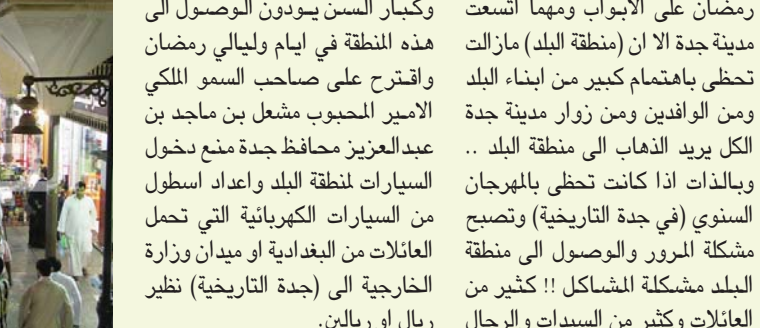 رمضان على الابواب ومهما اتسعت
مدينة جدة الا ان (منطقة البلد) مازالت
تحظى باهتمام كبير من ابناء البلد
ومن الوافدين ومن زوار مدينة جدة
الكل يريد الذهاب الى منطقة البلد ..
وبالذات اذا كانت تحظى بالمهرجان
السنوي (في جدة التاريخية) وتصبح
مشكلة المرور والوصول الى منطقة
البلد مشكلة المشاكل !! كثير من
العائلات وكثير من السيدات والرجال
وكبار السن يودون الوصول الى
هذه المنطقة في ايام وليالي رمضان
واقترح على صاحب السمو الملكي
الامير المحبوب مشعل بن ماجد بن
عبدالعزيز محافظ جدة منع دخول
السيارات لمنطقة البلد واعداد اسطول
من السيارات الكهربائية التي تحمل
العائلات من البغدادية او ميدان وزارة
الخارجية الى (جدة التاريخية) نظير
ريال او ريالين.